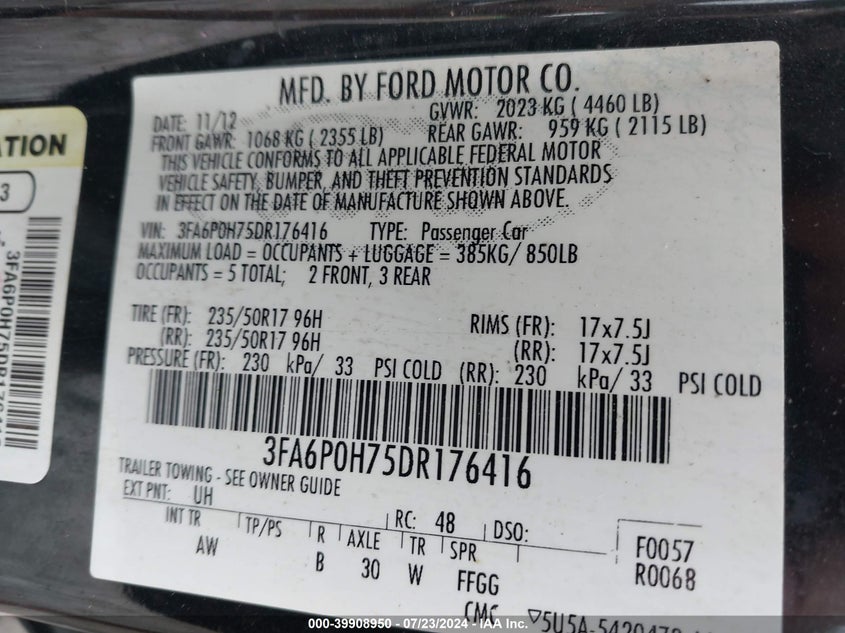 MFD. BY FORD MOTOR CO.
DATE: 11/12 GVWR: 2023 KG ( 4460 LB)
FRONT GAWR: 1068 KG ( 2355 LB) REAR GAWR: 959 KG ( 2115 LB)
THIS VEHICLE CONFORMS TO ALL APPLICABLE FEDERAL MOTOR
VEHICLE SAFETY, BUMPER, AND THEFT PREVENTION STANDARDS
IN EFFECT ON THE DATE OF MANUFACTURE SHOWN ABOVE.
VIN: 3FA6P0H75DR176416 TYPE: Passenger Car
MAXIMUM LOAD = OCCUPANTS + LUGGAGE = 385KG/ 850LB
OCCUPANTS = 5 TOTAL; 2 FRONT, 3 REAR
TIRE (FR): 235/50R17 96H RIMS (FR): 17x7.5J
(RR): 235/50R17 96H (RR): 17x7.5J
PRESSURE (FR): 230 kPa/ 33 PSI COLD (RR): 230 kPa/ 33 PSI COLD
3FA6P0H75DR176416
TRAILER TOWING - SEE OWNER GUIDE
EXT PNT: UH RC: 48 DSO: F0057
INT TR TP/PS R AXLE TR SPR R0068
AW B 30 W FFGG
CMC ▽5U5A-5420472
ATION
3
3FA6P0H75DR176416
000-39908950 - 07/23/2024 - IAA Inc.